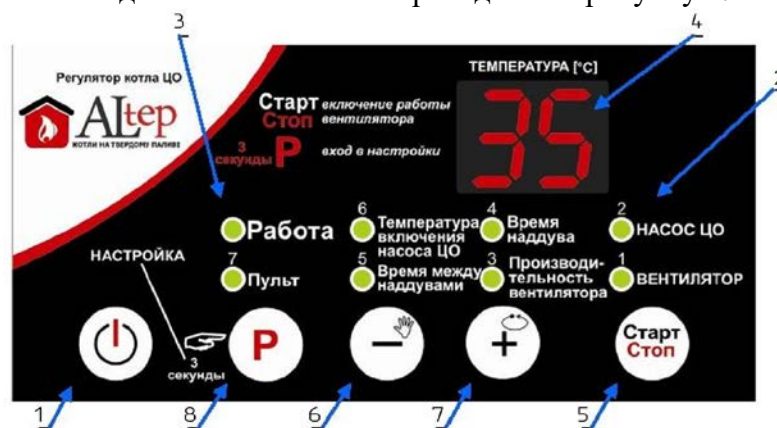 3
4
Регулятор котла ЦО
ALtep
КОТЛИ НА ТВЕРДОМУ ПАЛИВІ
ТЕМПЕРАТУРА [°C]
35
Старт включение работы
Стоп вентилятора
3
секунды P вход в настройки
Работа
6
Температура
включения
насоса ЦО
4
Время
наддува
2
НАСОС ЦО
НАСТРОЙКА
7
Пульт
5
Время между
наддувами
3
Производи-
тельность
вентилятора
1
ВЕНТИЛЯТОР
3
секунды
P
−
+
Старт
Стоп
1
8
6
7
5